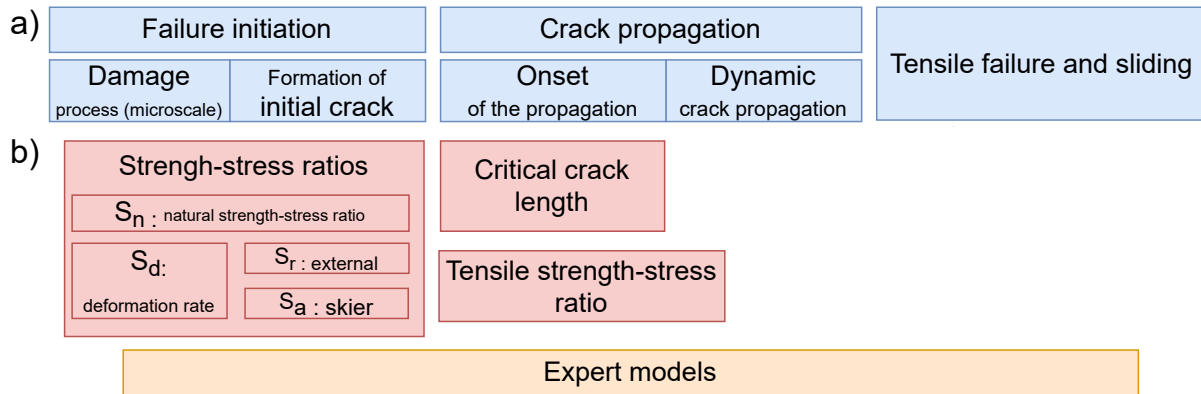 a)
Failure initiation
Crack propagation
Tensile failure and sliding
Damage
process (microscale)
Formation of
initial crack
Onset
of the propagation
Dynamic
crack propagation
b)
Strengh-stress ratios
Sn : natural strength-stress ratio
Sd:
deformation rate
Sr : external
Sa : skier
Critical crack
length
Tensile strength-stress
ratio
Expert models